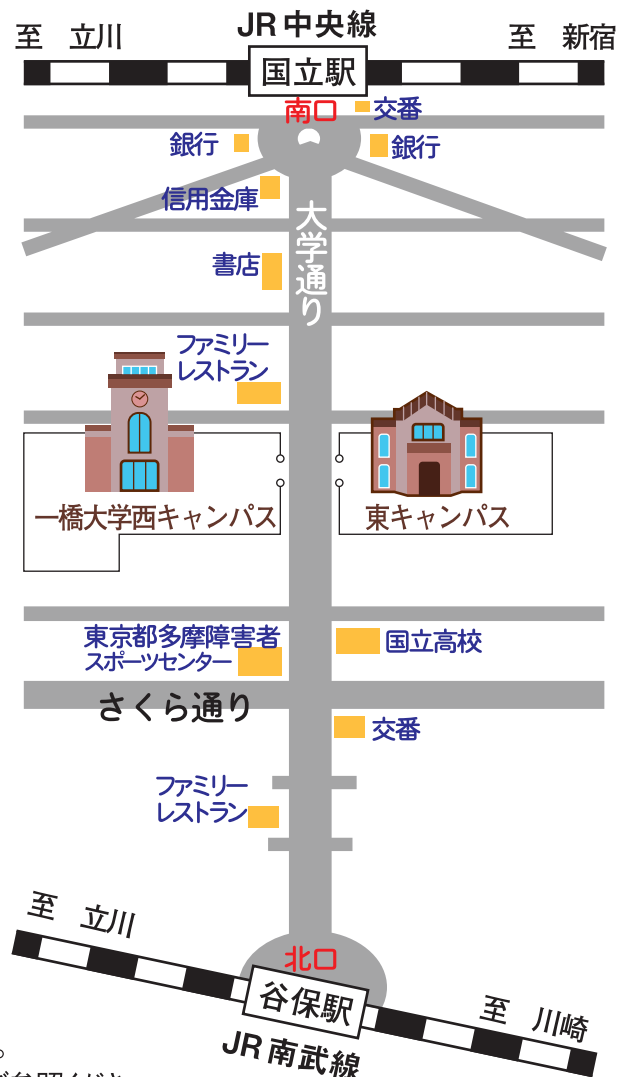 JR中央線
至 立川
至 新宿
国立駅
南口
交番
銀行
銀行
信用金庫
大学通り
書店
ファミリー
レストラン
一橋大学西キャンパス
東キャンパス
東京都多摩障害者
スポーツセンター
国立高校
さくら通り
交番
ファミリー
レストラン
至 立川
北口
谷保駅
至 川崎
JR南武線
。